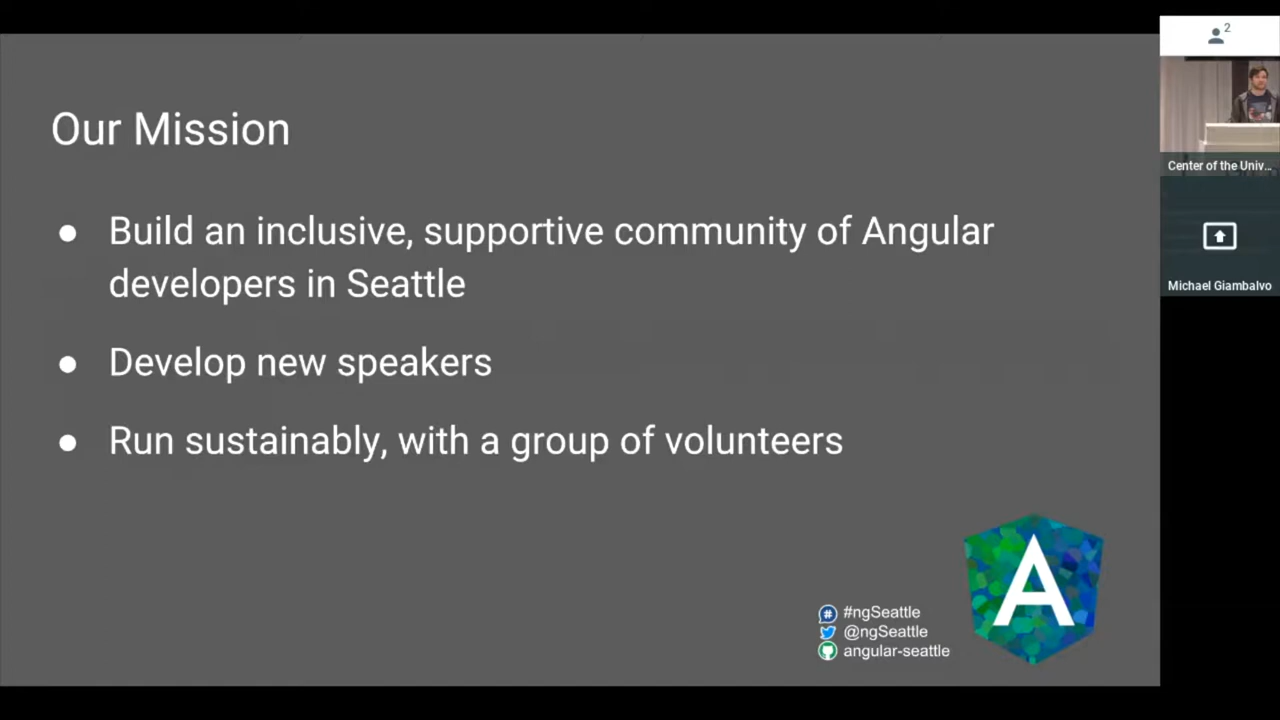 Our Mission
● Build an inclusive, supportive community of Angular
developers in Seattle
● Develop new speakers
● Run sustainably, with a group of volunteers
#ngSeattle
@ngSeattle
angular-seattle
A
2
Center of the Univ...
Michael Giambalvo